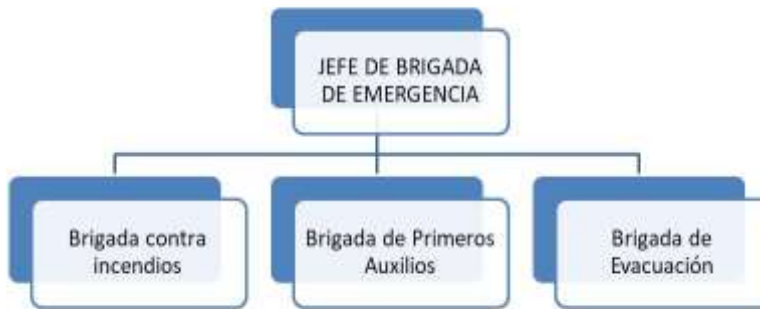 JEFE DE BRIGADA
DE EMERGENCIA
Brigada contra
incendios
Brigada de Primeros
Auxilios
Brigada de
Evacuación